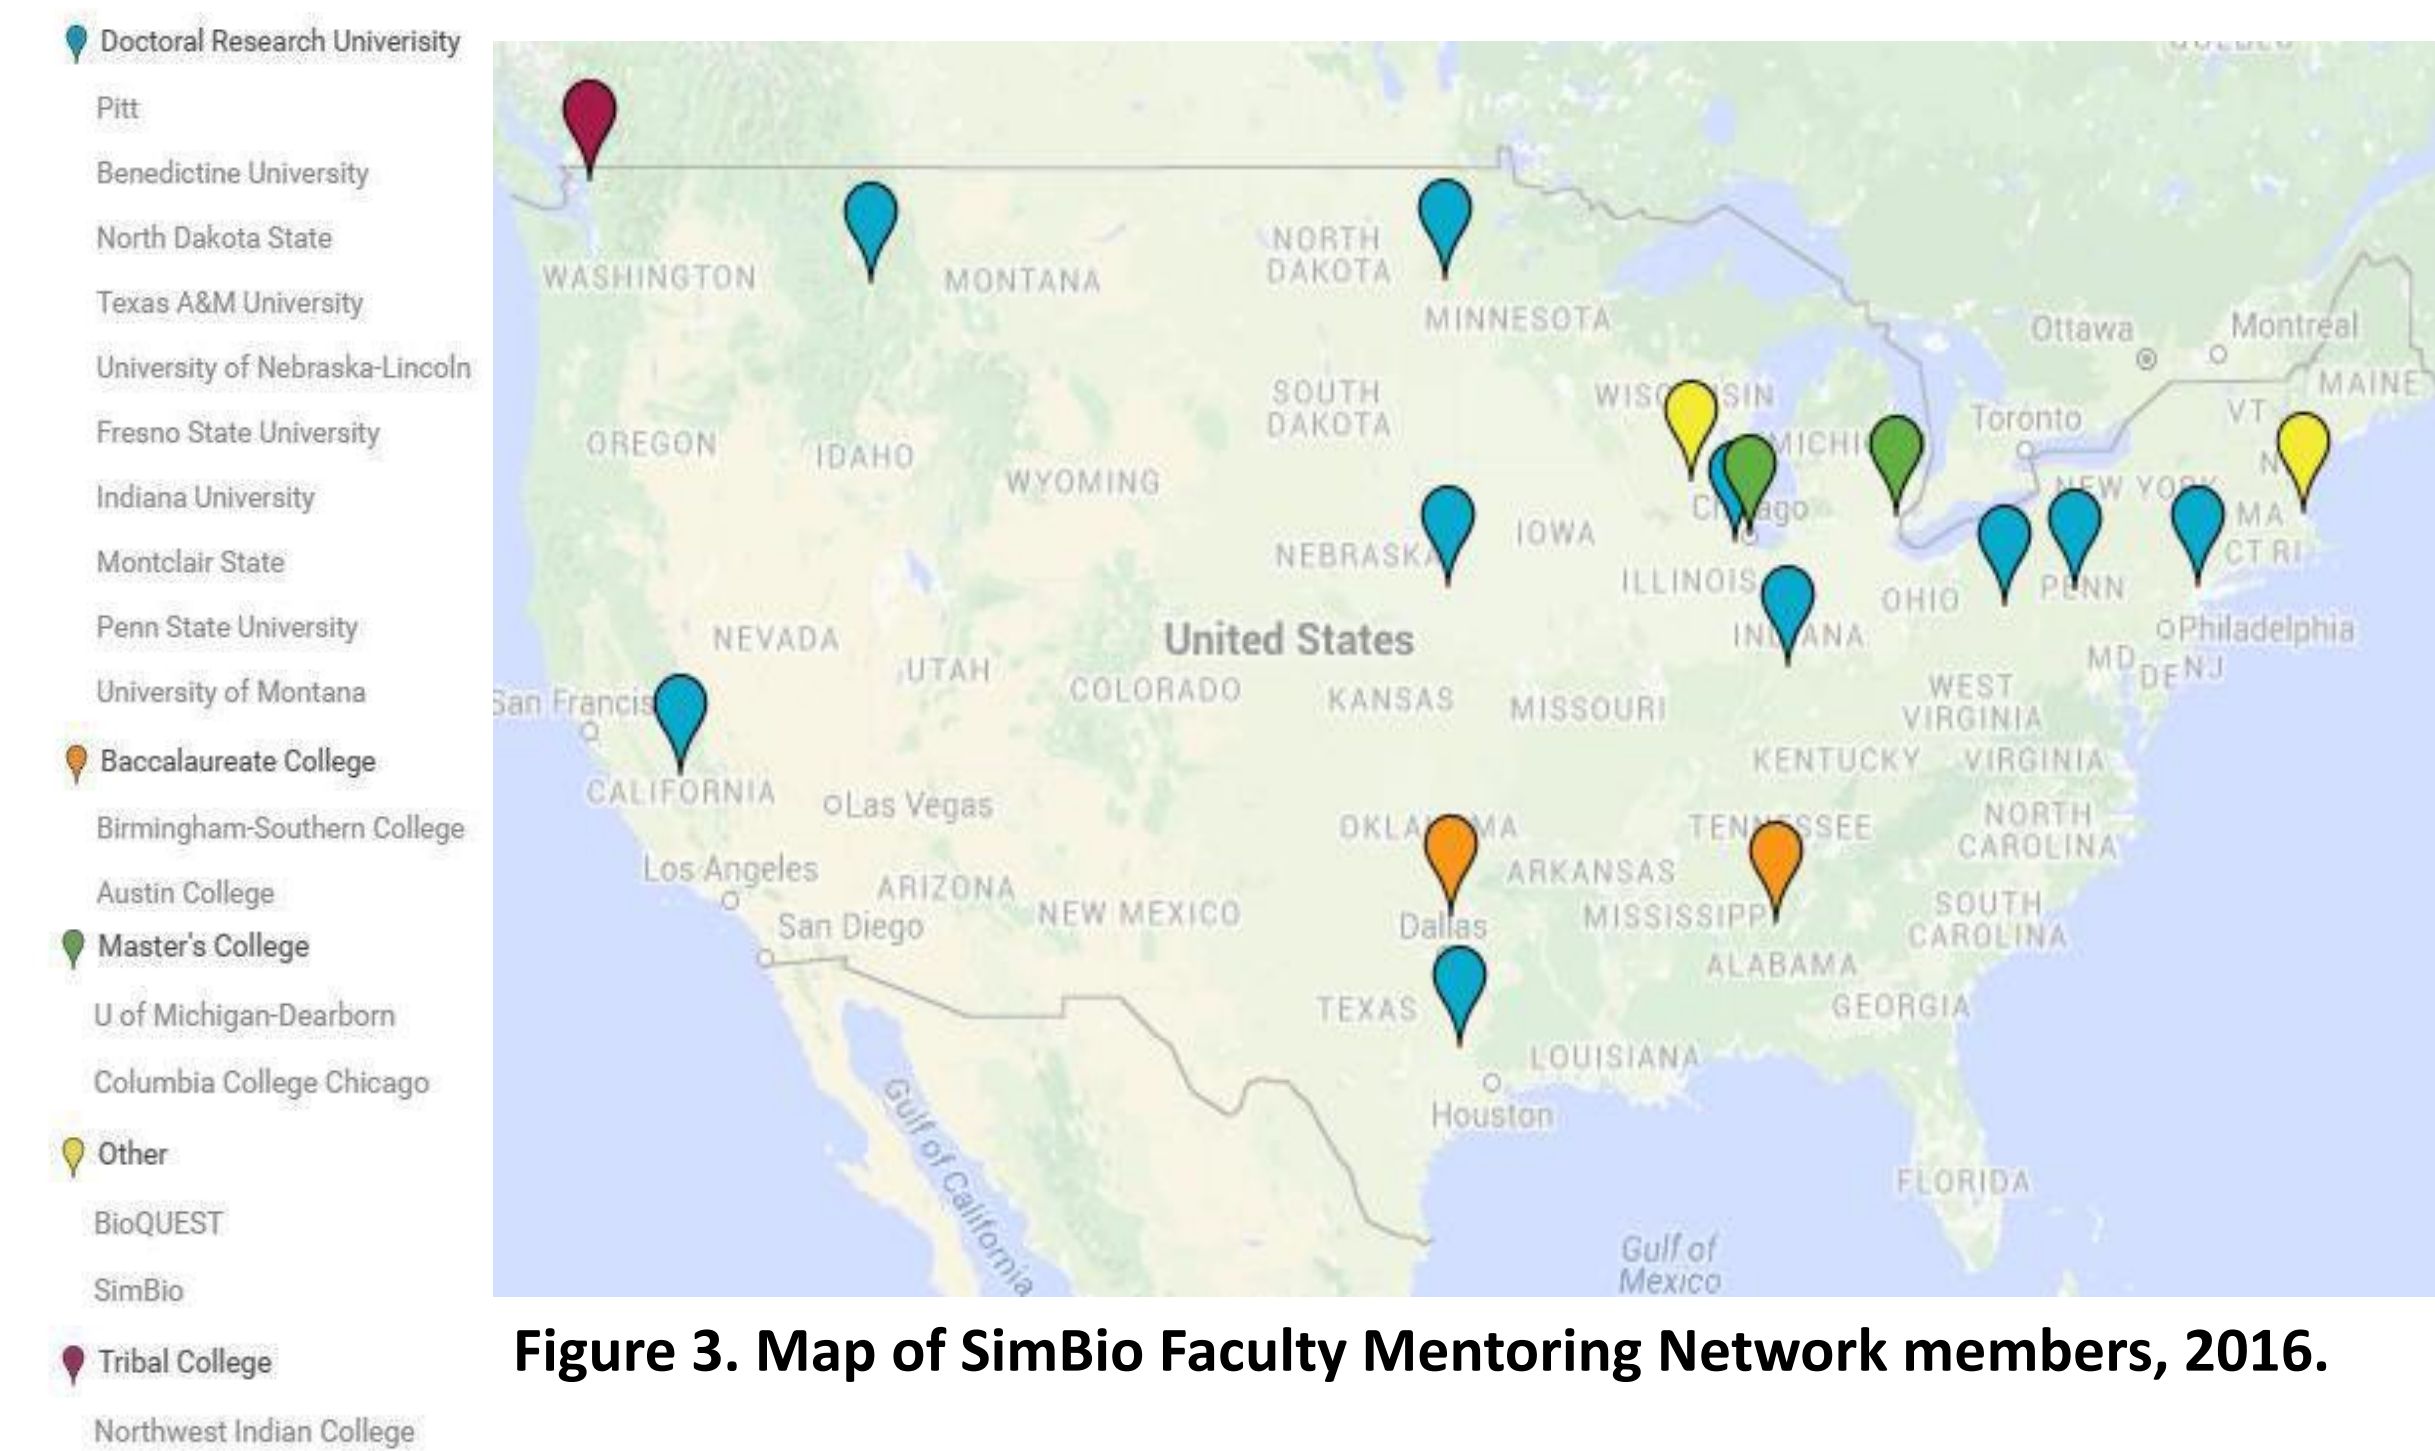 Doctoral Research Univerisity
Pitt
Benedictine University
North Dakota State
Texas A&M University
University of Nebraska-Lincoln
Fresno State University
Indiana University
Montclair State
Penn State University
University of Montana
Baccalaureate College
Birmingham-Southern College
Austin College
Master's College
U of Michigan-Dearborn
Columbia College Chicago
Other
BioQUEST
SimBio
Tribal College
Northwest Indian College
WASHINGTON
MONTANA
NORTH
DAKOTA
MINNESOTA
Ottawa
Montreal
MAINE
SOUTH
DAKOTA
Toronto
VT
OREGON
IDAHO
WYOMING
NEW YORK
MA
CT RI
IOWA
NEBRASKA
ILLINOIS
OHIO
PENN
Philadelphia
United States
NEVADA
UTAH
COLORADO
KANSAS
MISSOURI
INDIANA
MD
DE
NJ
WEST
VIRGINIA
San Francis
CALIFORNIA
Las Vegas
KENTUCKY
VIRGINIA
TENNESSEE
NORTH
CAROLINA
Los Angeles
ARIZONA
NEW MEXICO
ARKANSAS
San Diego
Dallas
MISSISSIPP
SOUTH
CAROLINA
ALABAMA
TEXAS
GEORGIA
LOUISIANA
Houston
Gulf of California
FLORIDA
Gulf of
Mexico
Figure 3. Map of SimBio Faculty Mentoring Network members, 2016.